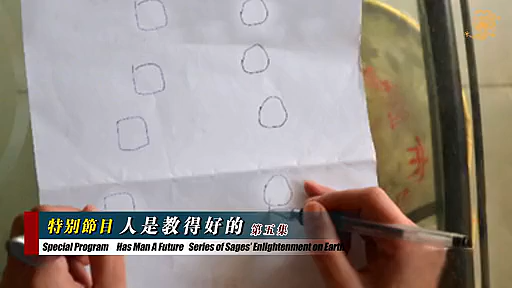 特别節目 人是教得好的 第五集
Special Program Has Man A Future Series of Sages' Enlightenment on Earth